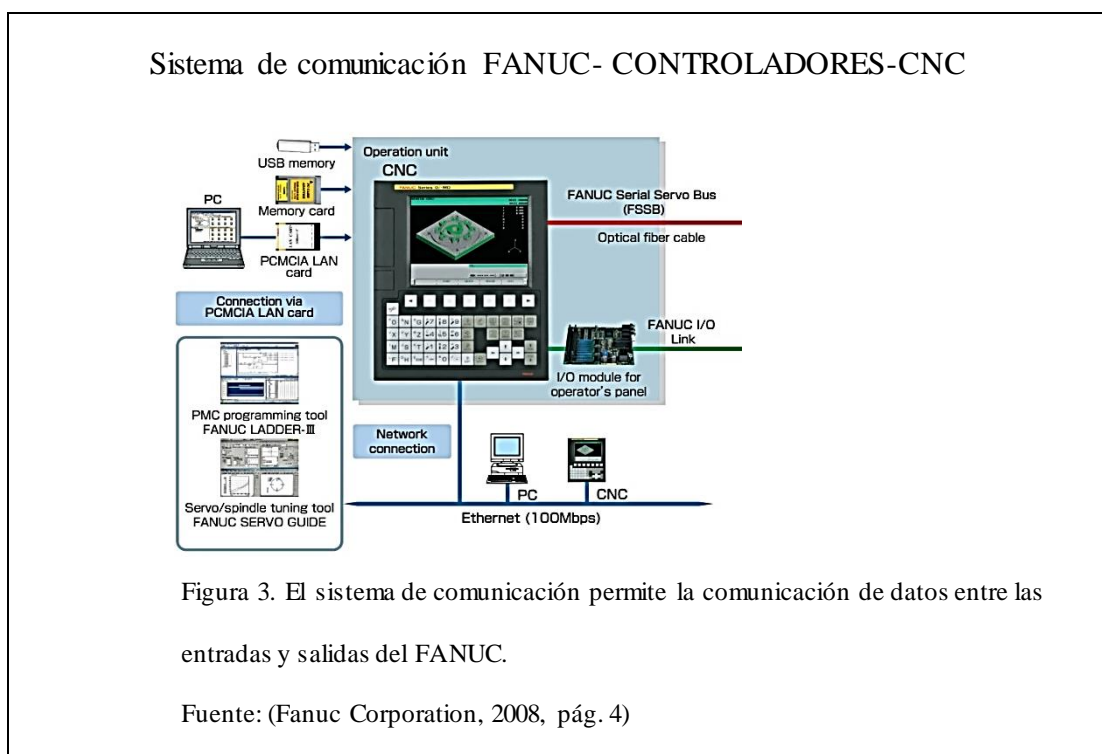 Sistema de comunicación FANUC- CONTROLADORES-CNC
USB memory
Memory card
PC
PCMCIA LAN
card
Connection via
PCMCIA LAN card
PMC programming tool
FANUC LADDER-Ⅲ
Servo/spindle tuning tool
FANUC SERVO GUIDE
Operation unit
CNC
FANUC Serial Servo Bus
(FSSB)
Optical fiber cable
FANUC I/O
Link
I/O module for
operator's panel
Network
connection
PC
CNC
Ethernet (100Mbps)
Figura 3. El sistema de comunicación permite la comunicación de datos entre las
entradas y salidas del FANUC.
Fuente: (Fanuc Corporation, 2008, pág. 4)